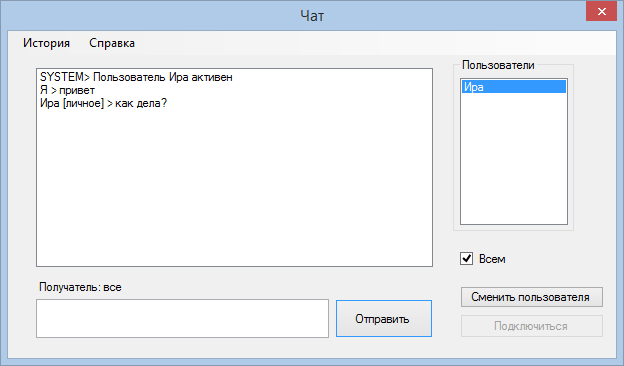 Чат
История Справка
SYSTEM> Пользователь Ира активен
Я > привет
Ира [личное] > как дела?
Пользователи
Ира
Всем
Получатель: все
Отправить
Сменить пользователя
Подключиться